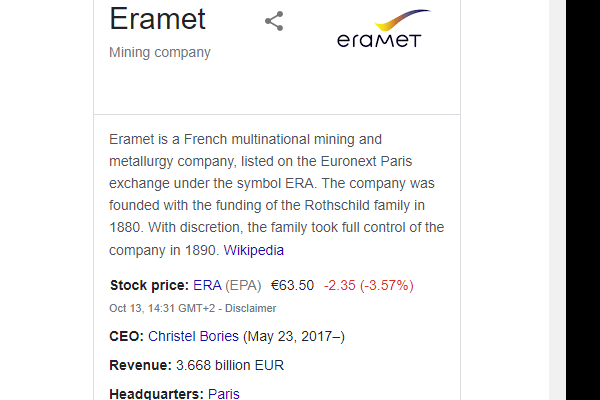 Eramet
eramet
Mining company
Eramet is a French multinational mining and
metallurgy company, listed on the Euronext Paris
exchange under the symbol ERA. The company was
founded with the funding of the Rothschild family in
1880. With discretion, the family took full control of the
company in 1890. Wikipedia
Stock price: ERA (EPA) €63.50 -2.35 (-3.57%)
Oct 13, 14:31 GMT+2 - Disclaimer
CEO: Christel Bories (May 23, 2017–)
Revenue: 3.668 billion EUR
Headquarters: Paris